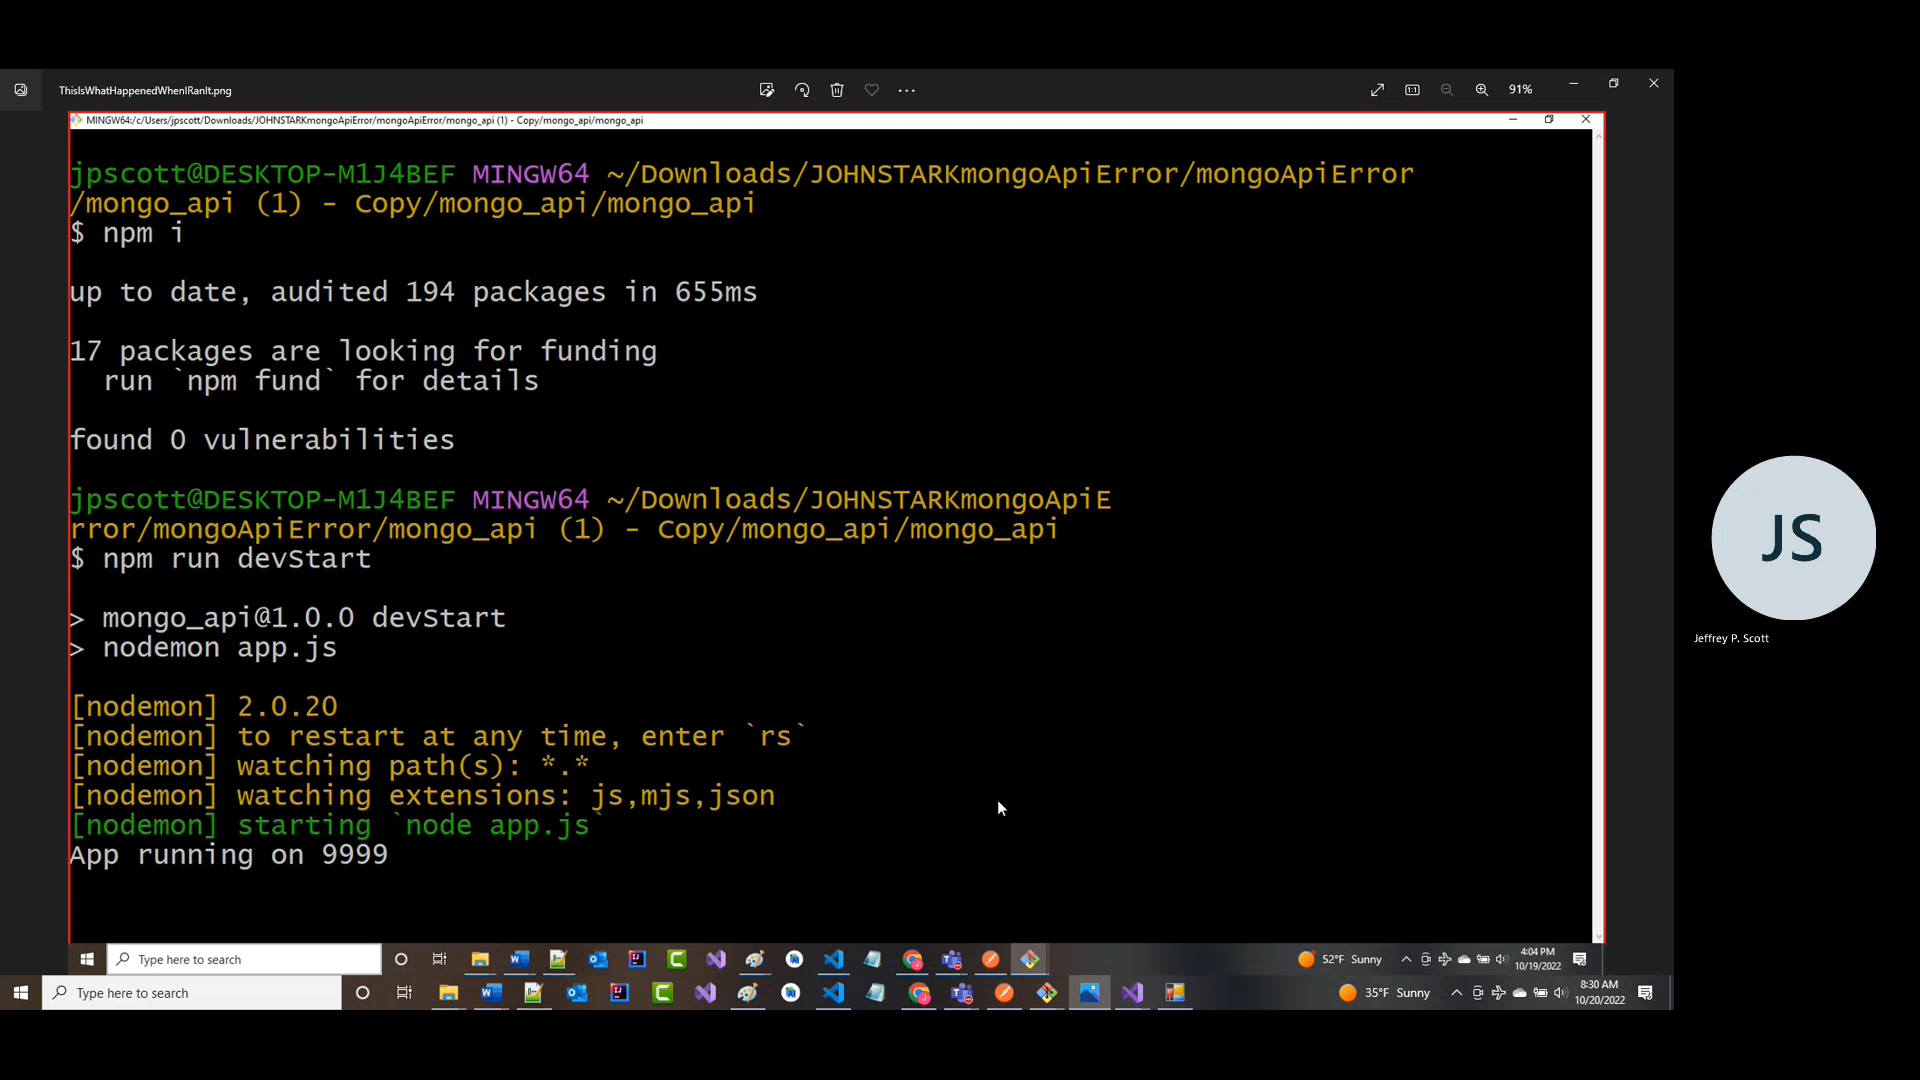 ThisIsWhatHappenedWhenIRanIt.png
91%
MINGW64:/c/Users/jpscott/Downloads/JOHNSTARKmongoApiError/mongoApiError/mongo_api (1) - Copy/mongo_api/mongo_api
jpscott@DESKTOP-M1J4BEF MINGW64 ~/Downloads/JOHNSTARKmongoApiError/mongoApiError
/mongo_api (1) - Copy/mongo_api/mongo_api
$ npm i
up to date, audited 194 packages in 655ms
17 packages are looking for funding
run `npm fund` for details
found 0 vulnerabilities
jpscott@DESKTOP-M1J4BEF MINGW64 ~/Downloads/JOHNSTARKmongoApiE
rror/mongoApiError/mongo_api (1) - Copy/mongo_api/mongo_api
$ npm run devStart
> mongo_api@1.0.0 devStart
> nodemon app.js
[nodemon] 2.0.20
[nodemon] to restart at any time, enter `rs`
[nodemon] watching path(s): *.*
[nodemon] watching extensions: js,mjs,json
[nodemon] starting `node app.js`
App running on 9999
JS
Jeffrey P. Scott
Type here to search
52°F Sunny
4:04 PM
10/19/2022
Type here to search
35°F Sunny
8:30 AM
10/20/2022